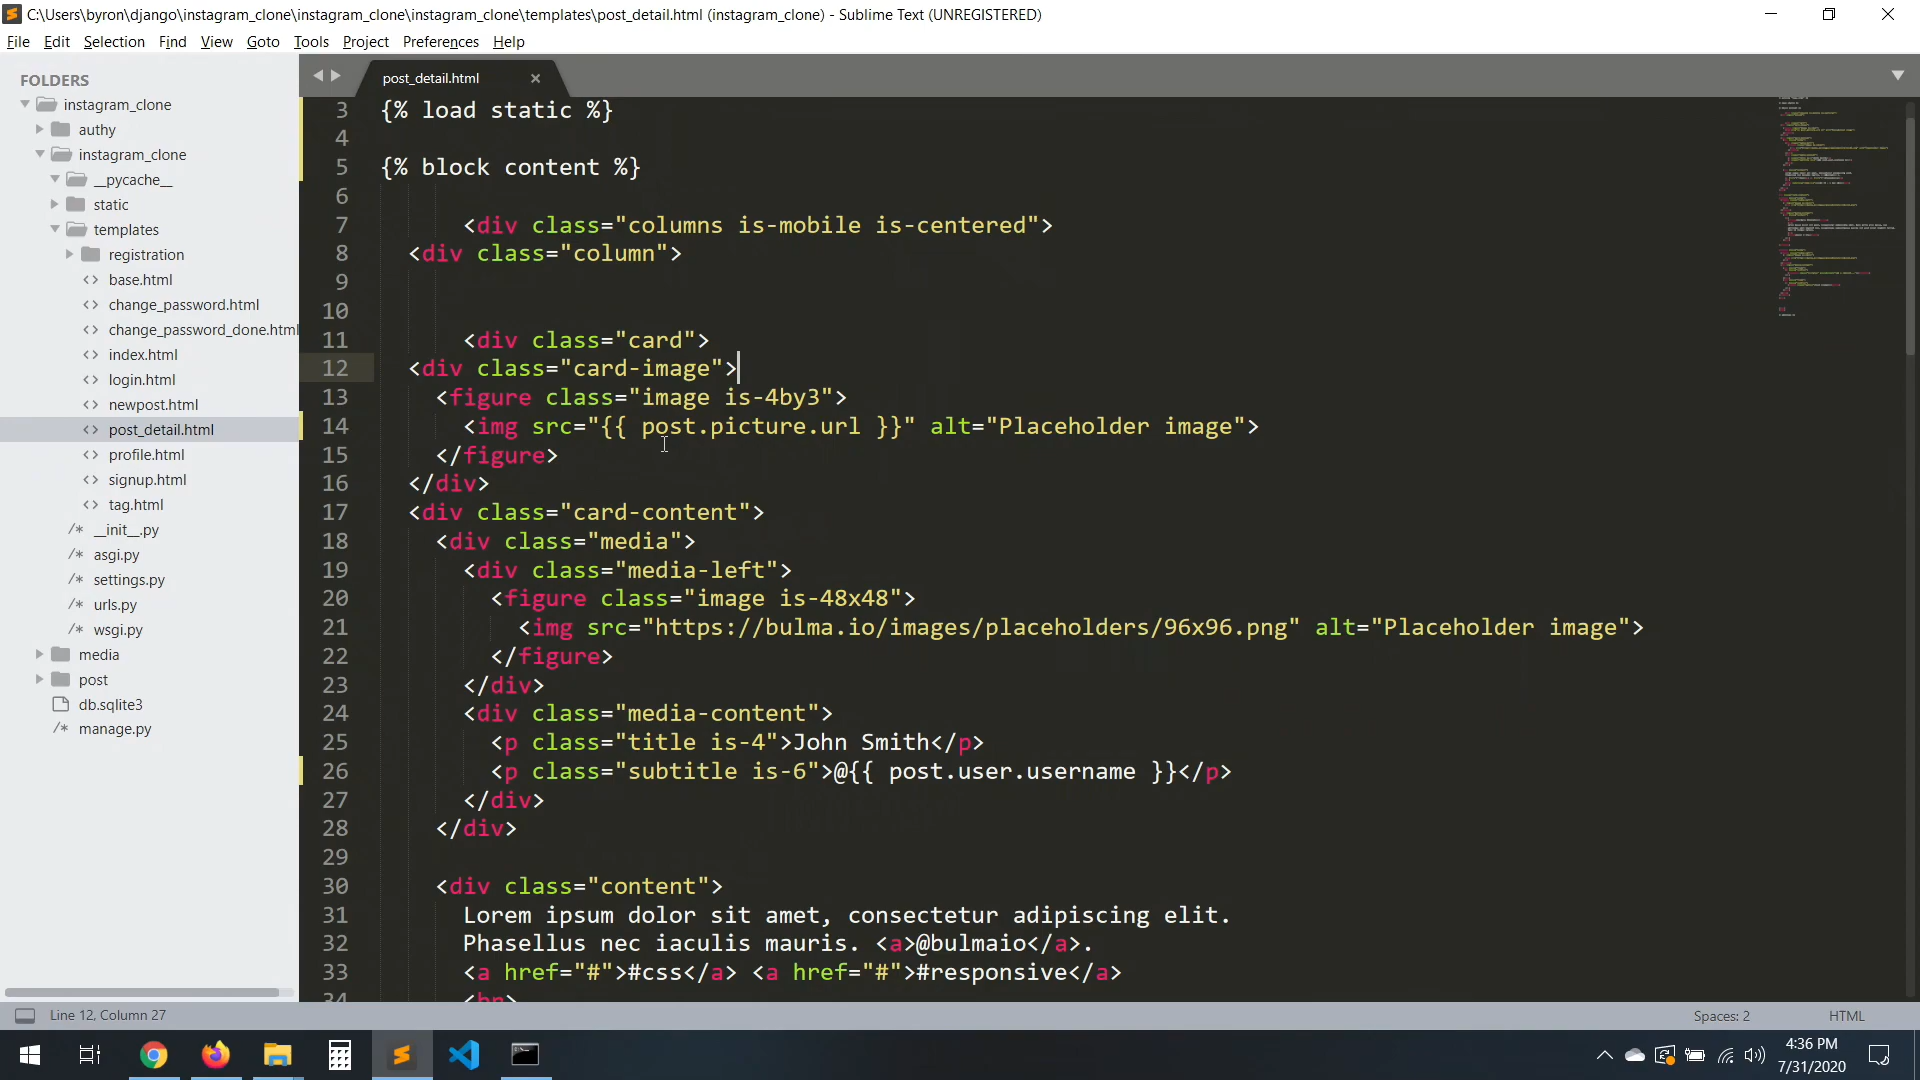 C:\Users\byron\django\instagram_clone\instagram_clone\instagram_clone\templates\post_detail.html (instagram_clone) - Sublime Text (UNREGISTERED)
File Edit Selection Find View Goto Tools Project Preferences Help
FOLDERS
instagram_clone
authy
instagram_clone
__pycache__
static
templates
registration
base.html
change_password.html
change_password_done.html
index.html
login.html
newpost.html
post_detail.html
profile.html
signup.html
tag.html
__init__.py
asgi.py
settings.py
urls.py
wsgi.py
media
post
db.sqlite3
manage.py
post_detail.html
3 {% load static %}
4
5 {% block content %}
6
7 <div class="columns is-mobile is-centered">
8 <div class="column">
9
10
11 <div class="card">
12 <div class="card-image">
13 <figure class="image is-4by3">
14 <img src="{{ post.picture.url }}" alt="Placeholder image">
15 </figure>
16 </div>
17 <div class="card-content">
18 <div class="media">
19 <div class="media-left">
20 <figure class="image is-48x48">
21 <img src="https://bulma.io/images/placeholders/96x96.png" alt="Placeholder image">
22 </figure>
23 </div>
24 <div class="media-content">
25 <p class="title is-4">John Smith</p>
26 <p class="subtitle is-6">@{{ post.user.username }}</p>
27 </div>
28 </div>
29
30 <div class="content">
31 Lorem ipsum dolor sit amet, consectetur adipiscing elit.
32 Phasellus nec iaculis mauris. <a>@bulmaio</a>.
33 <a href="#">#css</a> <a href="#">#responsive</a>
34 <br>
Line 12, Column 27
Spaces: 2
HTML
4:36 PM
7/31/2020